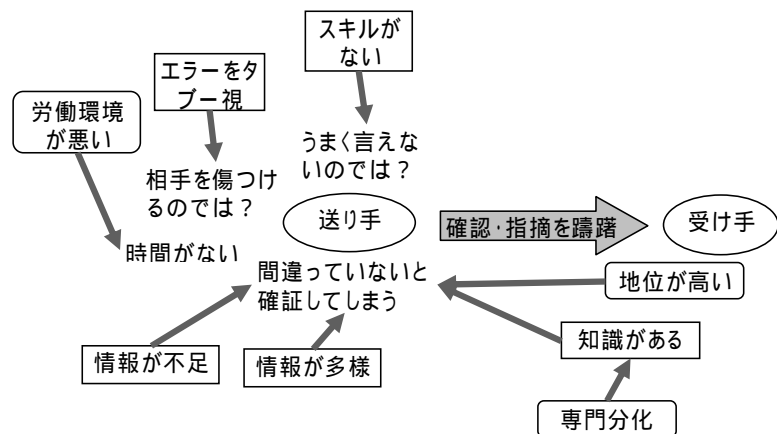 スキルが
ない
エラーをタ
ブー視
労働環境
が悪い
うまく言えな
いのでは？
相手を傷つけ
るのでは？
送り手
確認・指摘を躊躇
受け手
時間がない
間違っていないと
確証してしまう
地位が高い
知識がある
情報が不足
情報が多様
専門分化